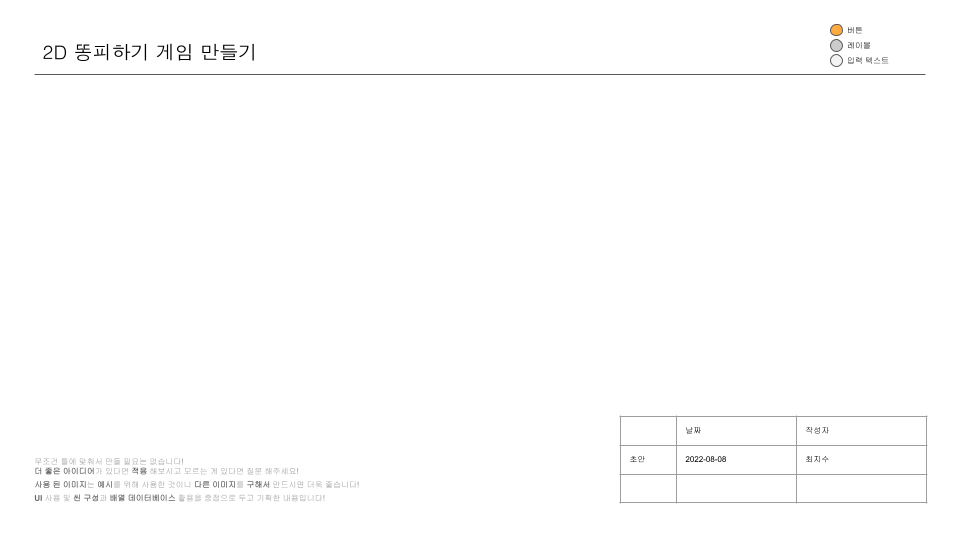 2D 똥피하기 게임 만들기
버튼
레이블
입력 텍스트
날짜 작성자
초안 2022-08-08 최지수
무조건 틀에 맞춰서 만들 필요는 없습니다!
더 좋은 아이디어가 있다면 적용 해보시고 모르는 게 있다면 질문 해주세요!
사용 된 이미지는 예시를 위해 사용한 것이니 다른 이미지를 구해서 만드시면 더욱 좋습니다!
UI 사용 및 씬 구성과 배열 데이터베이스 활용을 중점으로 두고 기획한 내용입니다!